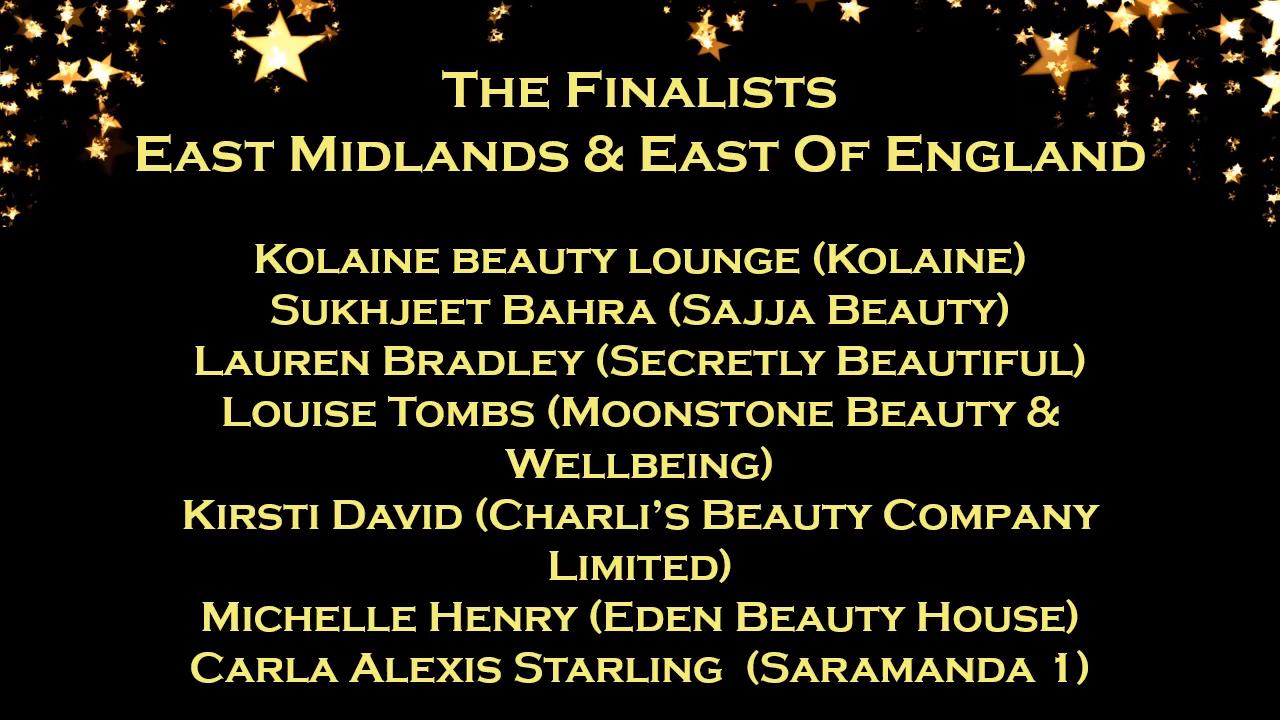 The Finalists
East Midlands & East Of England
Kolaine beauty lounge (Kolaine)
Sukhjeet Bahra (Sajja Beauty)
Lauren Bradley (Secretly Beautiful)
Louise Tombs (Moonstone Beauty &
Wellbeing)
Kirsti David (Charli’s Beauty Company
Limited)
Michelle Henry (Eden Beauty House)
Carla Alexis Starling  (Saramanda 1)